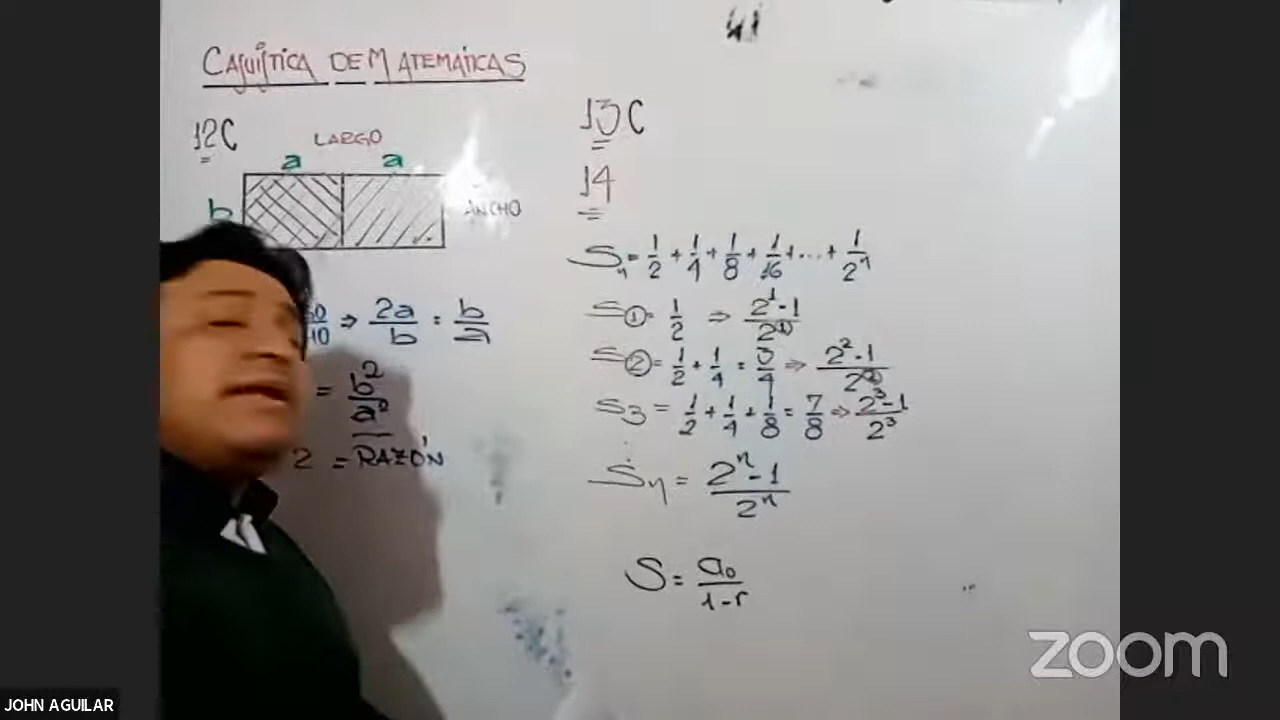 41
CASUÍSTICA DE MATEMÁTICAS
12C
LARGO
a a
b
ANCHO
⇒ 2a/b = b/a
= b²/a²
2 = RAZÓN
13C
14
Sₙ = 1/2 + 1/4 + 1/8 + 1/16 + ... + 1/2ⁿ
S① = 1/2 ⇒ (2¹-1)/2①
S② = 1/2 + 1/4 = 3/4 ⇒ (2²-1)/2②
S3 = 1/2 + 1/4 + 1/8 = 7/8 ⇒ (2³-1)/2³
Sₙ = (2ⁿ-1)/2ⁿ
S = a₀/(1-r)
zoom
JOHN AGUILAR